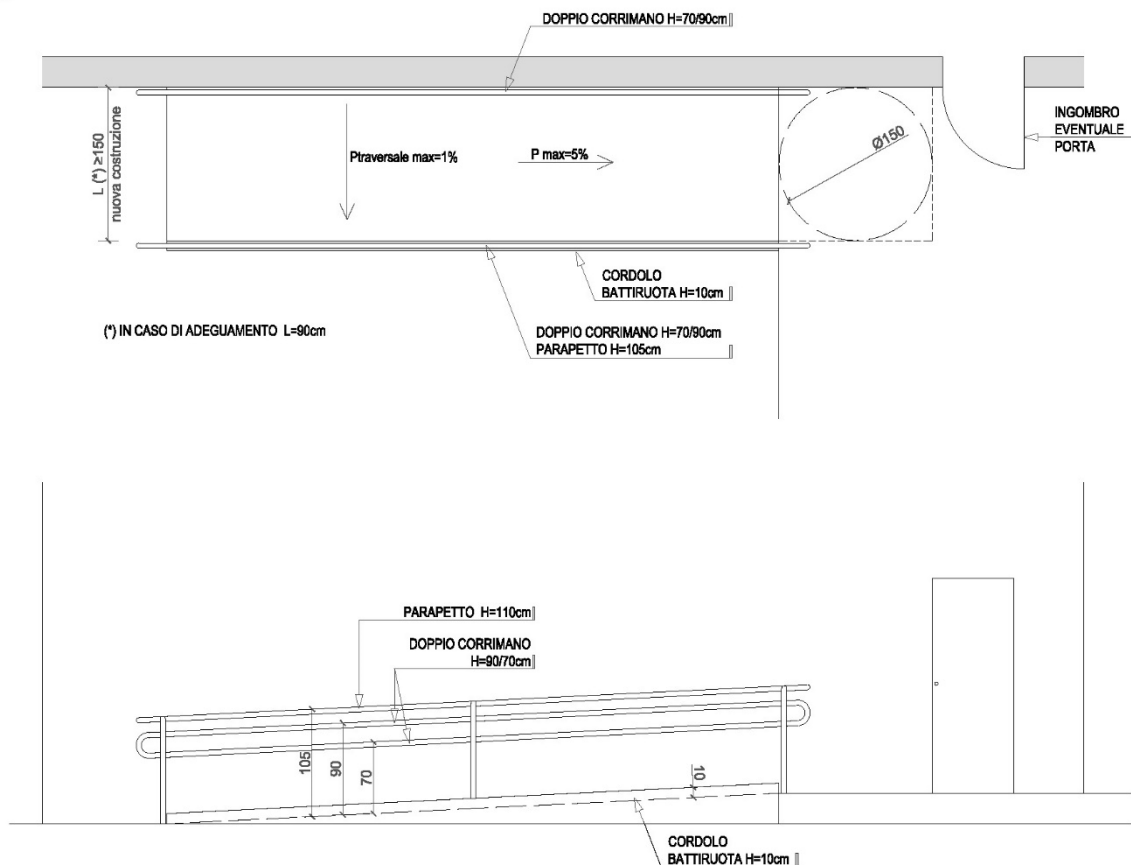 DOPPIO CORRIMANO H=70/90cm
L (*) ≥150
nuova costruzione
Ptraversale max=1%
P max=5%
Ø150
INGOMBRO
EVENTUALE
PORTA
CORDOLO
BATTIRUOTA H=10cm
(*) IN CASO DI ADEGUAMENTO L=90cm
DOPPIO CORRIMANO H=70/90cm
PARAPETTO H=105cm
PARAPETTO H=110cm
DOPPIO CORRIMANO
H=90/70cm
105
90
70
10
CORDOLO
BATTIRUOTA H=10cm